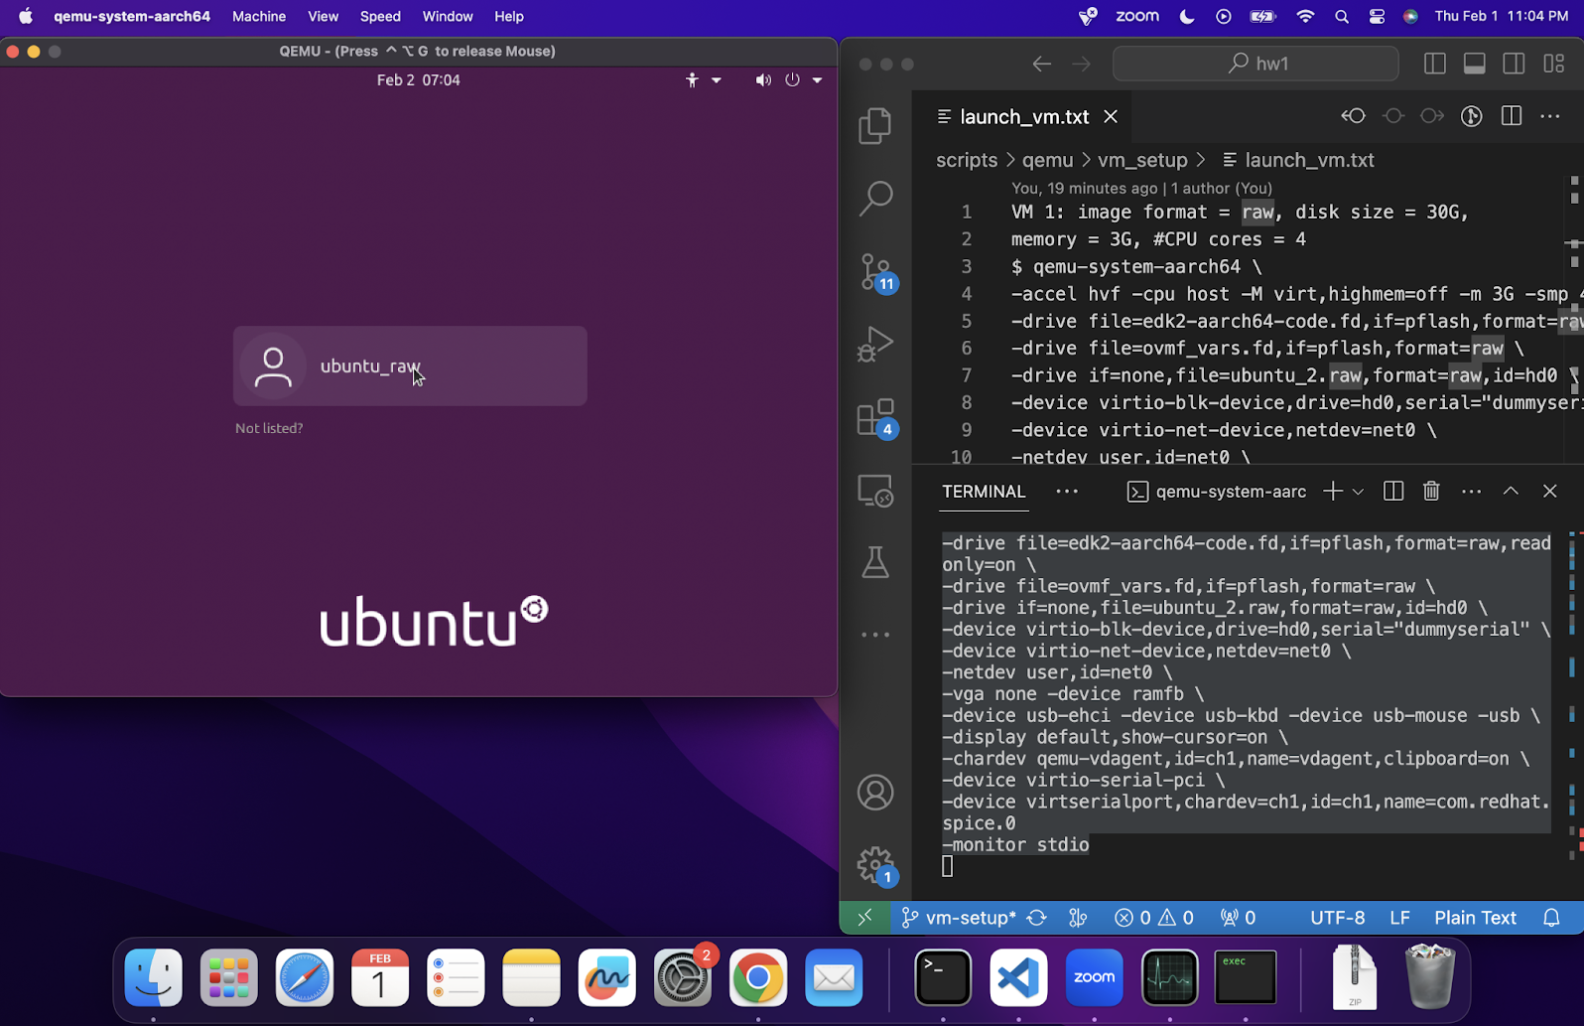 qemu-system-aarch64 Machine View Speed Window Help
zoom Thu Feb 1 11:04 PM
QEMU - (Press ^ ⌥ G to release Mouse)
Feb 2 07:04
ubuntu_raw
Not listed?
ubuntu
hw1
launch_vm.txt
scripts > qemu > vm_setup > launch_vm.txt
You, 19 minutes ago | 1 author (You)
1 VM 1: image format = raw, disk size = 30G,
2 memory = 3G, #CPU cores = 4
3 $ qemu-system-aarch64 \
4 -accel hvf -cpu host -M virt,highmem=off -m 3G -smp 4
5 -drive file=edk2-aarch64-code.fd,if=pflash,format=raw
6 -drive file=ovmf_vars.fd,if=pflash,format=raw \
7 -drive if=none,file=ubuntu_2.raw,format=raw,id=hd0 \
8 -device virtio-blk-device,drive=hd0,serial="dummyseri
9 -device virtio-net-device,netdev=net0 \
10 -netdev user,id=net0 \
11
4
1
TERMINAL ··· qemu-system-aarc
-drive file=edk2-aarch64-code.fd,if=pflash,format=raw,read
only=on \
-drive file=ovmf_vars.fd,if=pflash,format=raw \
-drive if=none,file=ubuntu_2.raw,format=raw,id=hd0 \
-device virtio-blk-device,drive=hd0,serial="dummyserial" \
-device virtio-net-device,netdev=net0 \
-netdev user,id=net0 \
-vga none -device ramfb \
-device usb-ehci -device usb-kbd -device usb-mouse -usb \
-display default,show-cursor=on \
-chardev qemu-vdagent,id=ch1,name=vdagent,clipboard=on \
-device virtio-serial-pci \
-device virtserialport,chardev=ch1,id=ch1,name=com.redhat.
spice.0
-monitor stdio
vm-setup* 0 0 0 UTF-8 LF Plain Text
FEB
1
2
>_
zoom
exec
ZIP